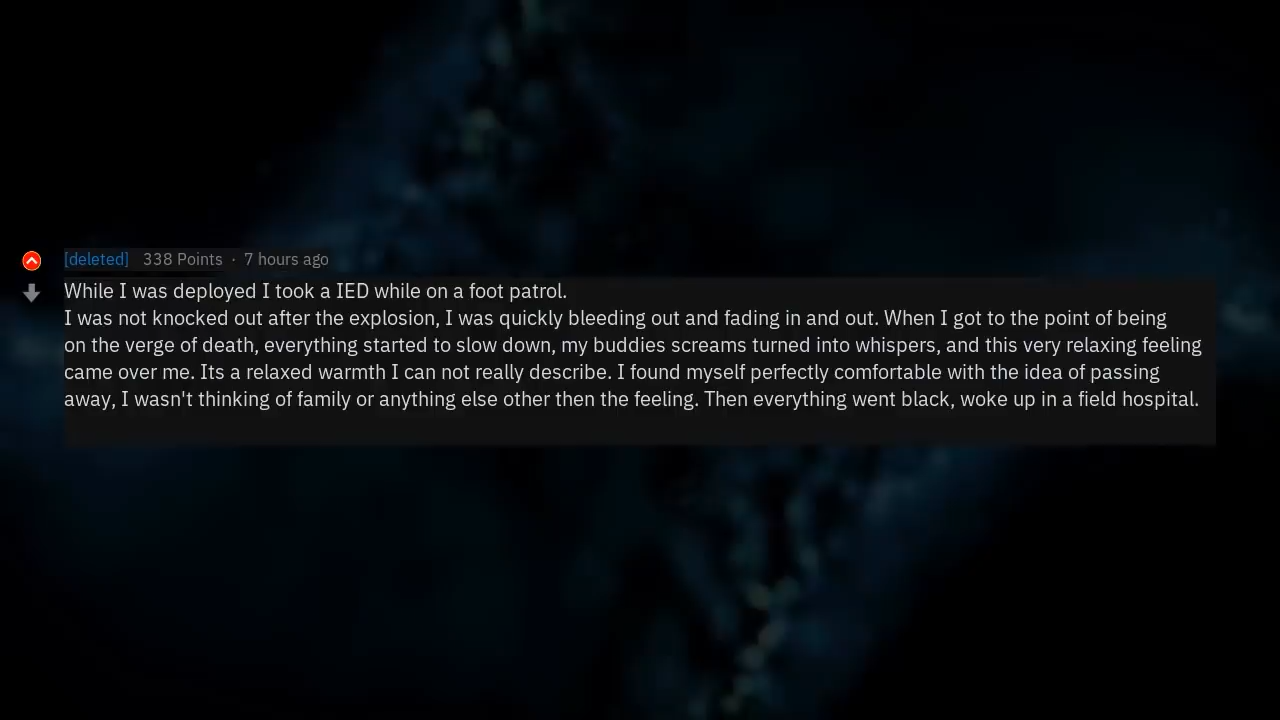 [deleted] 338 Points · 7 hours ago
While I was deployed I took a IED while on a foot patrol.
I was not knocked out after the explosion, I was quickly bleeding out and fading in and out. When I got to the point of being
on the verge of death, everything started to slow down, my buddies screams turned into whispers, and this very relaxing feeling
came over me. Its a relaxed warmth I can not really describe. I found myself perfectly comfortable with the idea of passing
away, I wasn't thinking of family or anything else other then the feeling. Then everything went black, woke up in a field hospital.